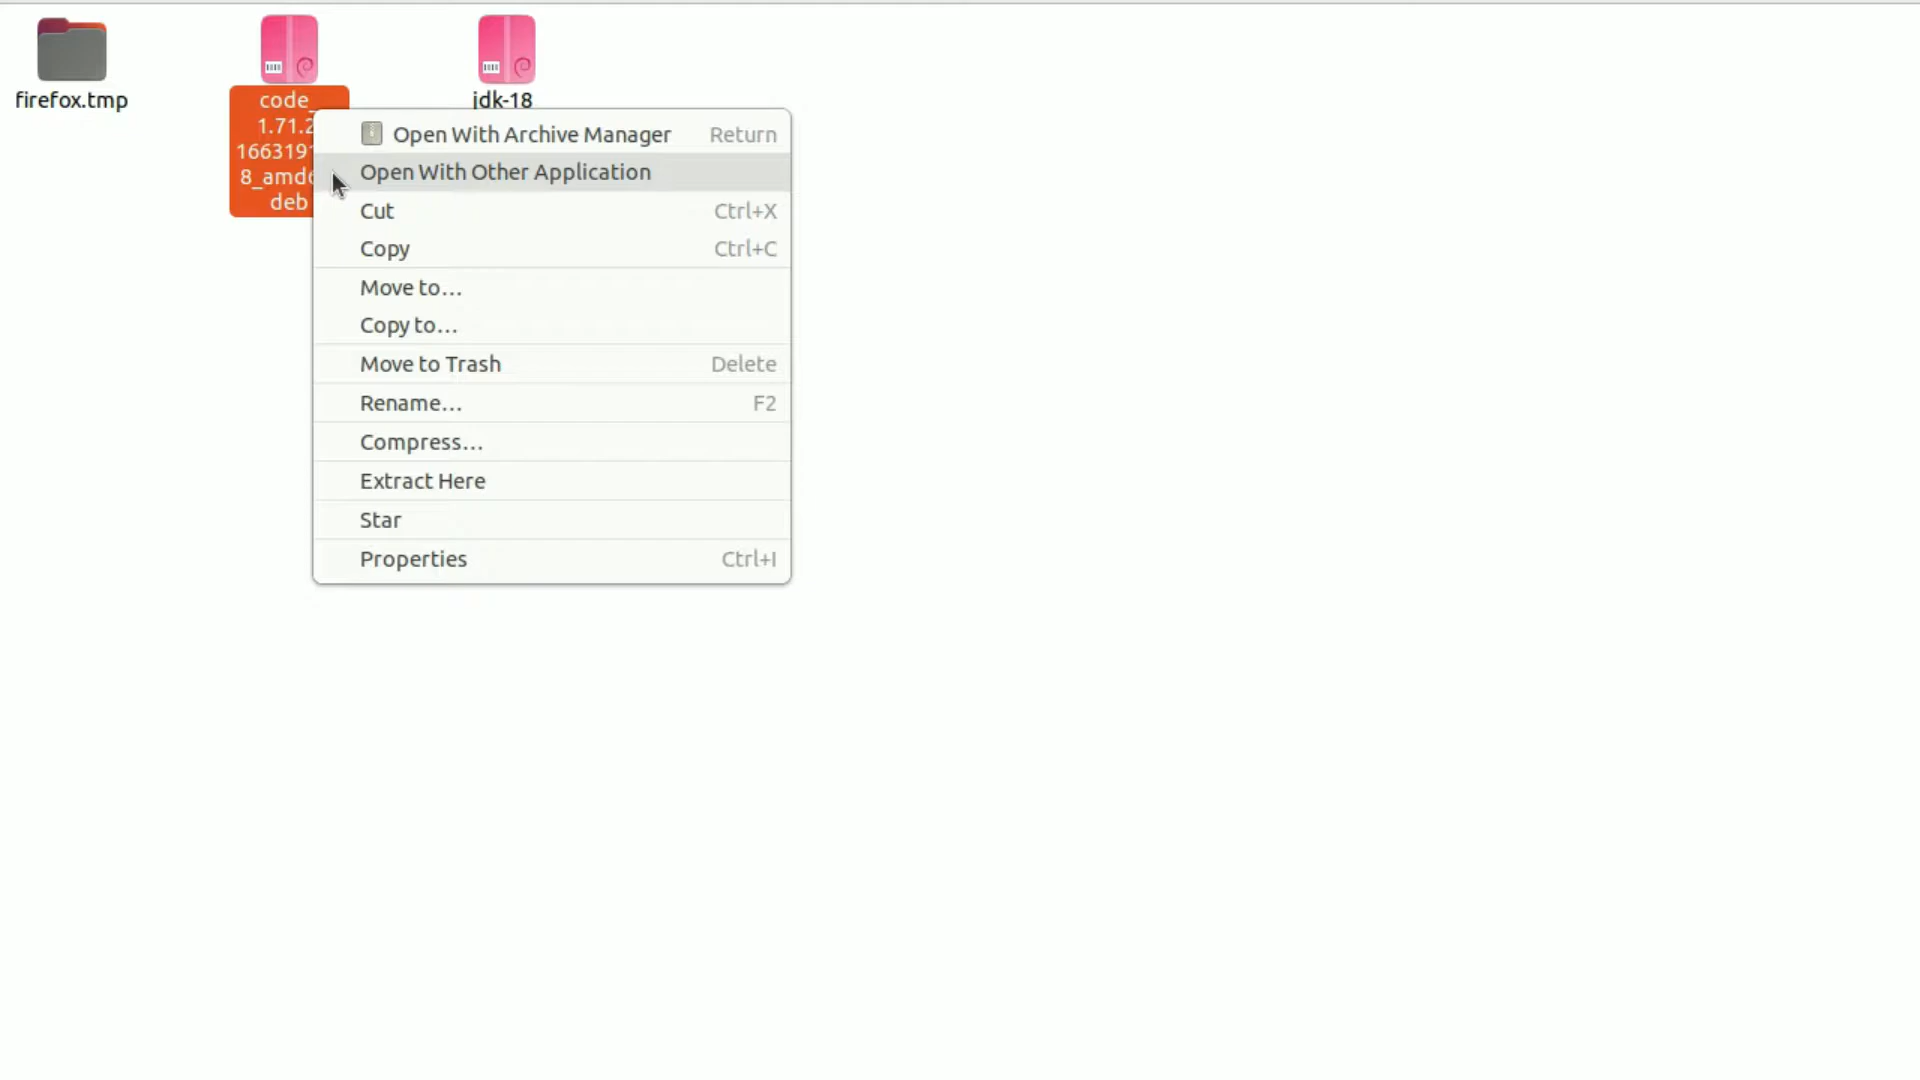 firefox.tmp
code_
1.71.2
166319
8_amd
deb
jdk-18
Open With Archive Manager Return
Open With Other Application
Cut Ctrl+X
Copy Ctrl+C
Move to...
Copy to...
Move to Trash Delete
Rename... F2
Compress...
Extract Here
Star
Properties Ctrl+I